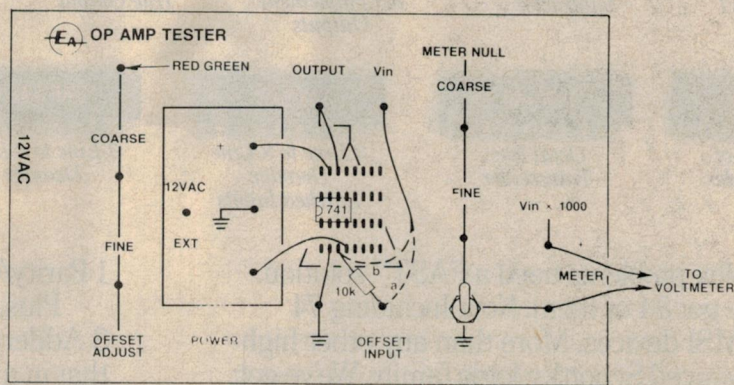 EA OP AMP TESTER
RED GREEN
OUTPUT
Vin
METER NULL
COARSE
COARSE
12VAC
+
12VAC
741
FINE
Vin × 1000
EXT
FINE
b
10k
a
METER
TO
VOLTMETER
OFFSET
ADJUST
POWER
OFFSET
INPUT